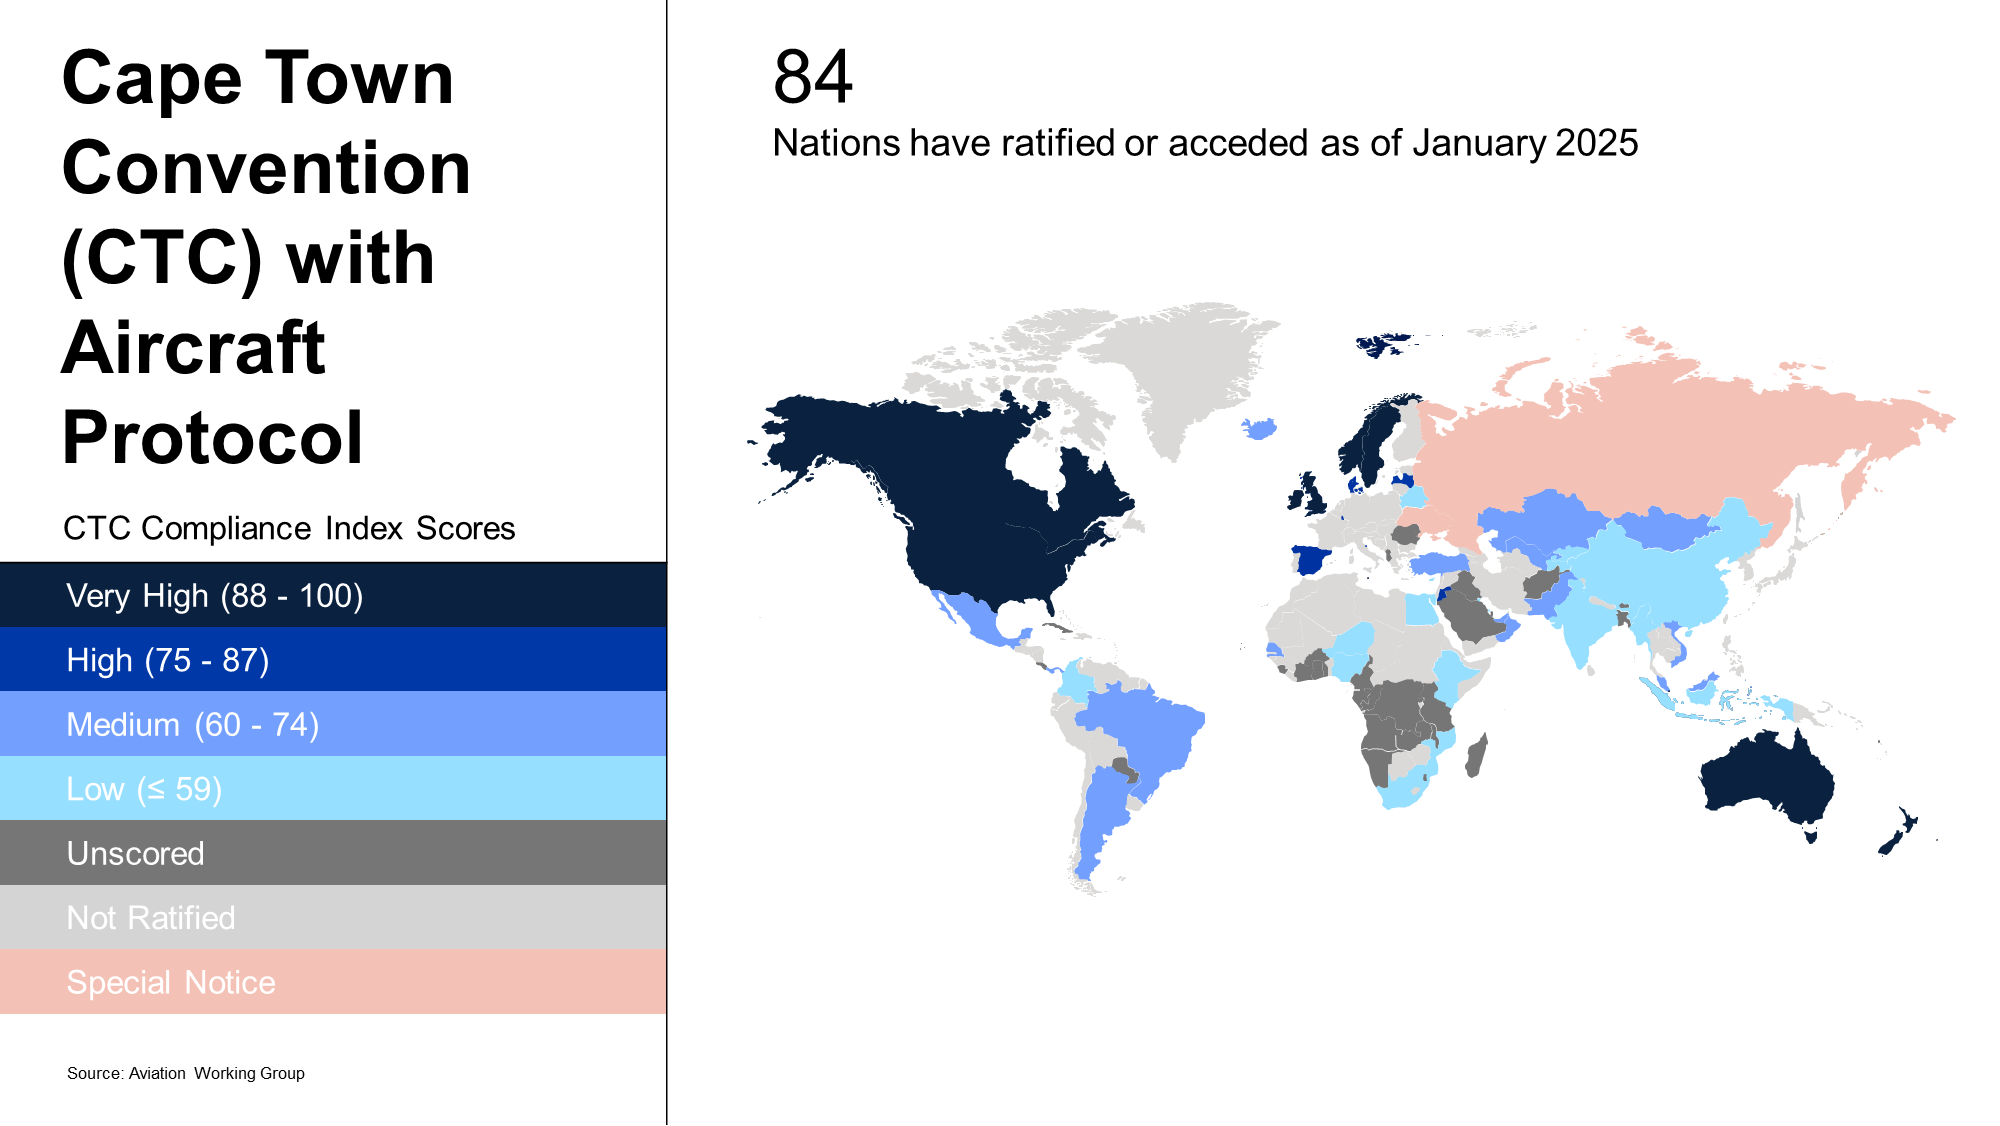 Cape Town
Convention
(CTC) with
Aircraft
Protocol
CTC Compliance Index Scores
Very High (88 - 100)
High (75 - 87)
Medium (60 - 74)
Low (≤ 59)
Unscored
Not Ratified
Special Notice
Source: Aviation Working Group
84
Nations have ratified or acceded as of January 2025